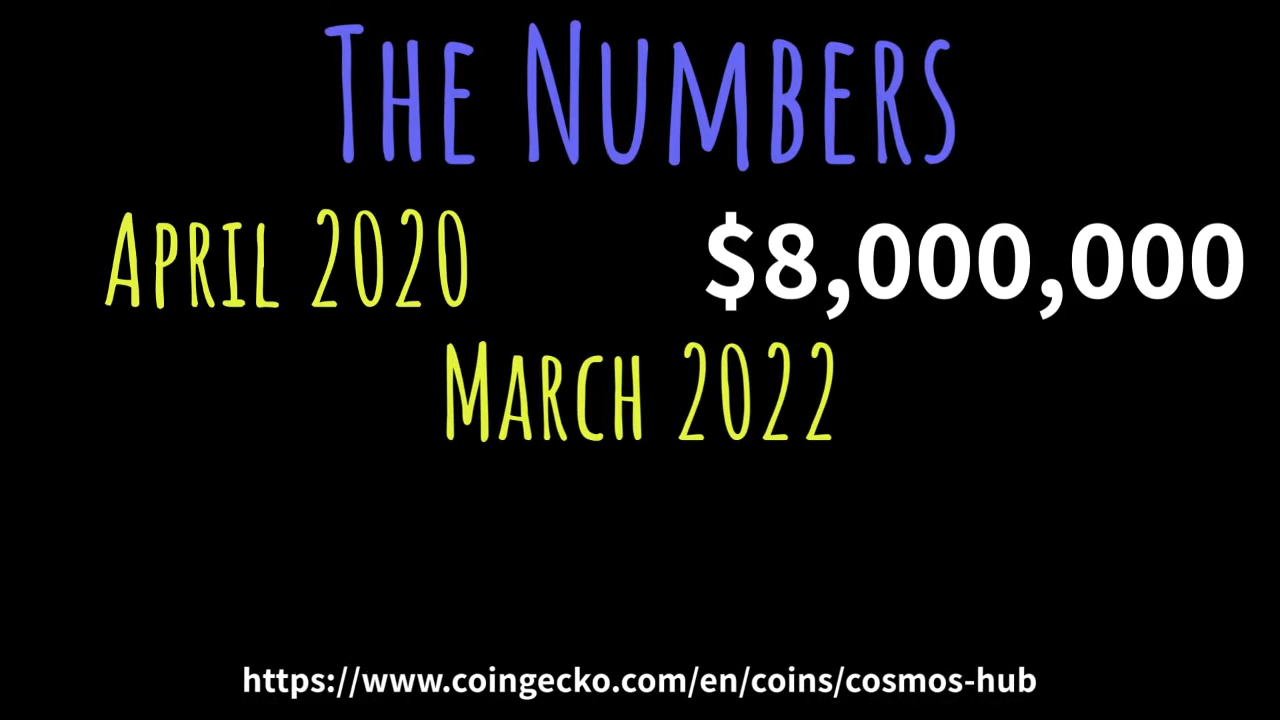 The Numbers
April 2020 $8,000,000
March 2022
https://www.coingecko.com/en/coins/cosmos-hub